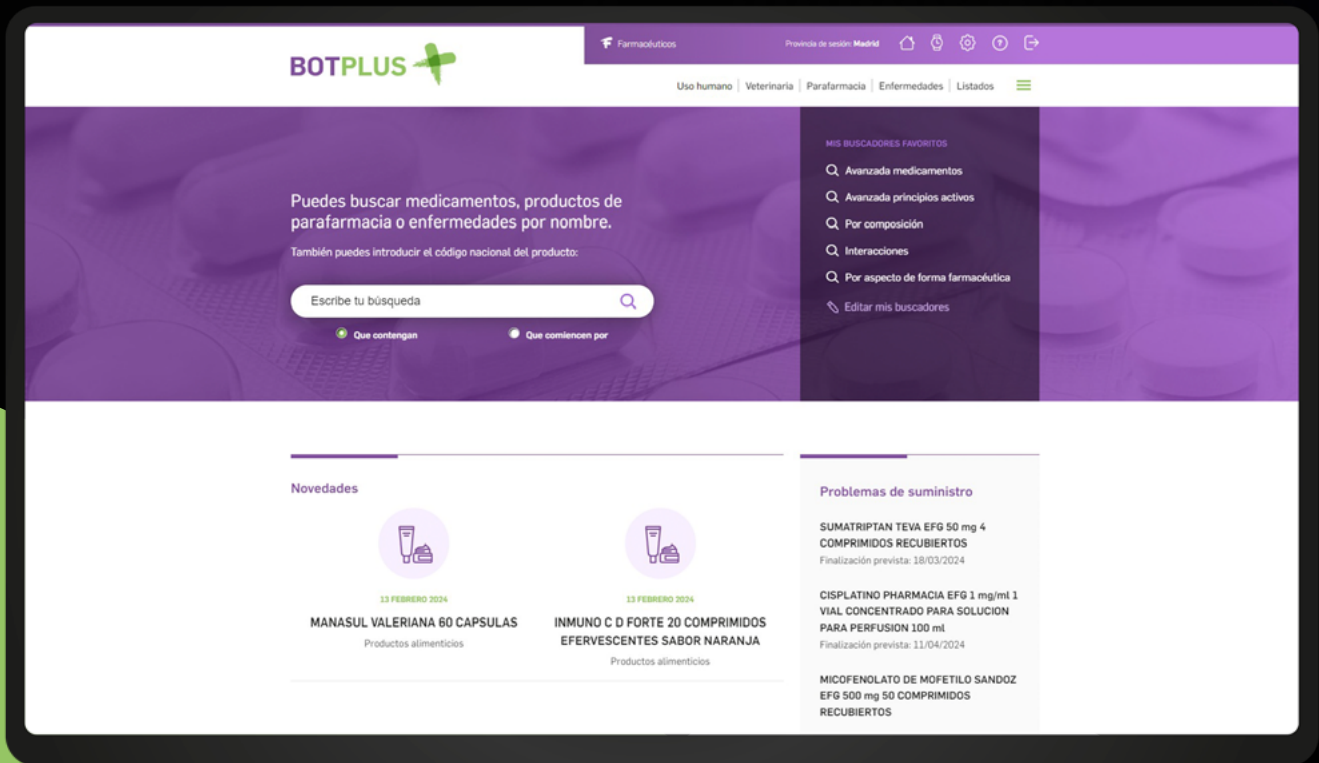 BOTPLUS
Farmacéuticos
Provincia de sesión: Madrid
Uso humano
Veterinaria
Parafarmacia
Enfermedades
Listados
Puedes buscar medicamentos, productos de
parafarmacia o enfermedades por nombre.
También puedes introducir el código nacional del producto:
Escribe tu búsqueda
Que contengan
Que comiencen por
MIS BUSCADORES FAVORITOS
Avanzada medicamentos
Avanzada principios activos
Por composición
Interacciones
Por aspecto de forma farmacéutica
Editar mis buscadores
Novedades
13 FEBRERO 2024
MANASUL VALERIANA 60 CAPSULAS
Productos alimenticios
13 FEBRERO 2024
INMUNO C D FORTE 20 COMPRIMIDOS
EFERVESCENTES SABOR NARANJA
Productos alimenticios
Problemas de suministro
SUMATRIPTAN TEVA EFG 50 mg 4
COMPRIMIDOS RECUBIERTOS
Finalización prevista: 18/03/2024
CISPLATINO PHARMACIA EFG 1 mg/ml 1
VIAL CONCENTRADO PARA SOLUCION
PARA PERFUSION 100 ml
Finalización prevista: 11/04/2024
MICOFENOLATO DE MOFETILO SANDOZ
EFG 500 mg 50 COMPRIMIDOS
RECUBIERTOS